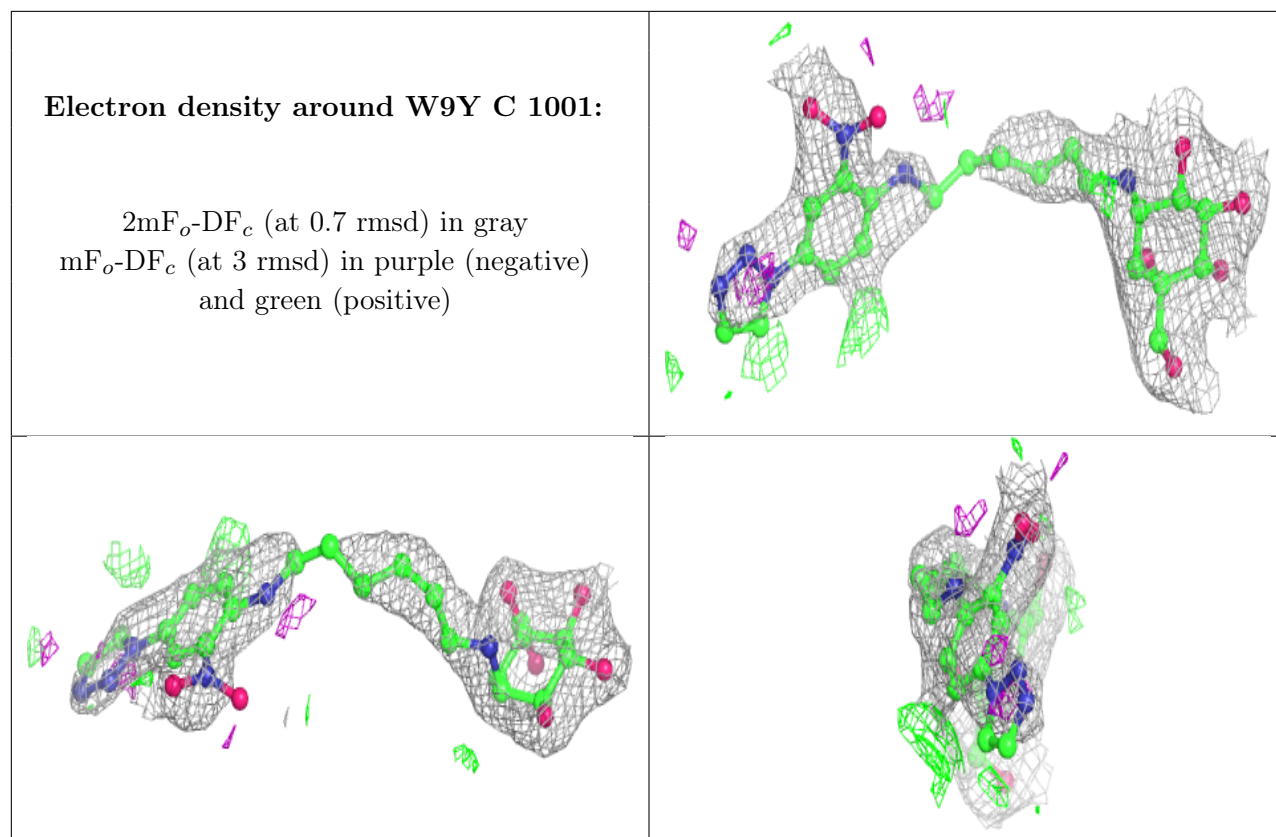 Electron density around W9Y C 1001:
2mFo-DFc (at 0.7 rmsd) in gray
mFo-DFc (at 3 rmsd) in purple (negative)
and green (positive)